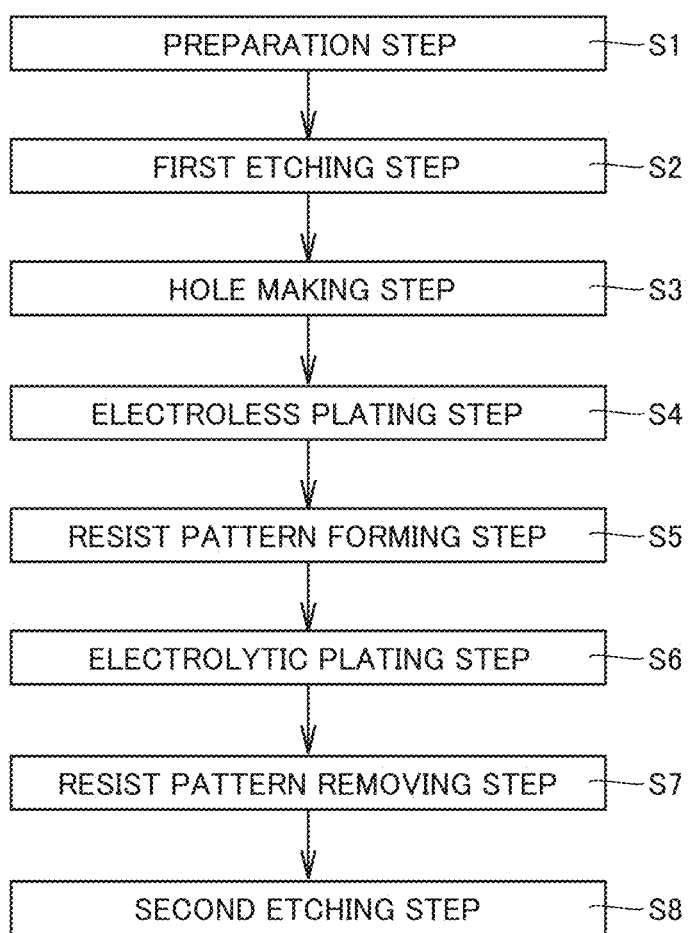 PREPARATION STEP S1
FIRST ETCHING STEP S2
HOLE MAKING STEP S3
ELECTROLESS PLATING STEP S4
RESIST PATTERN FORMING STEP S5
ELECTROLYTIC PLATING STEP S6
RESIST PATTERN REMOVING STEP S7
SECOND ETCHING STEP S8